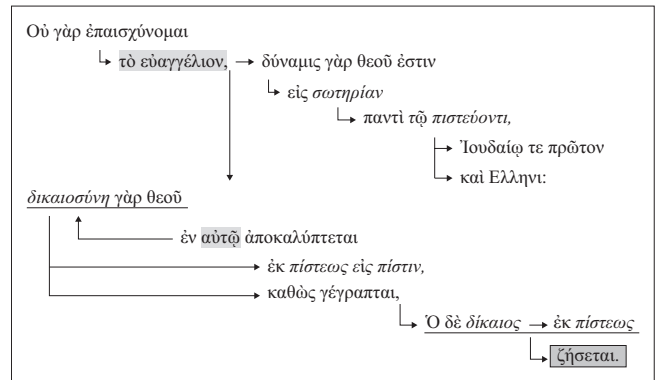 Οὐ γὰρ ἐπαισχύνομαι
τὸ εὐαγγέλιον, δύναμις γὰρ θεοῦ ἐστιν
εἰς σωτηρίαν
παντὶ τῷ πιστεύοντι,
Ἰουδαίῳ τε πρῶτον
καὶ Ελληνι:
δικαιοσύνη γὰρ θεοῦ
ἐν αὐτῷ ἀποκαλύπτεται
ἐκ πίστεως εἰς πίστιν,
καθὼς γέγραπται,
Ὁ δὲ δίκαιος ἐκ πίστεως
ζήσεται.